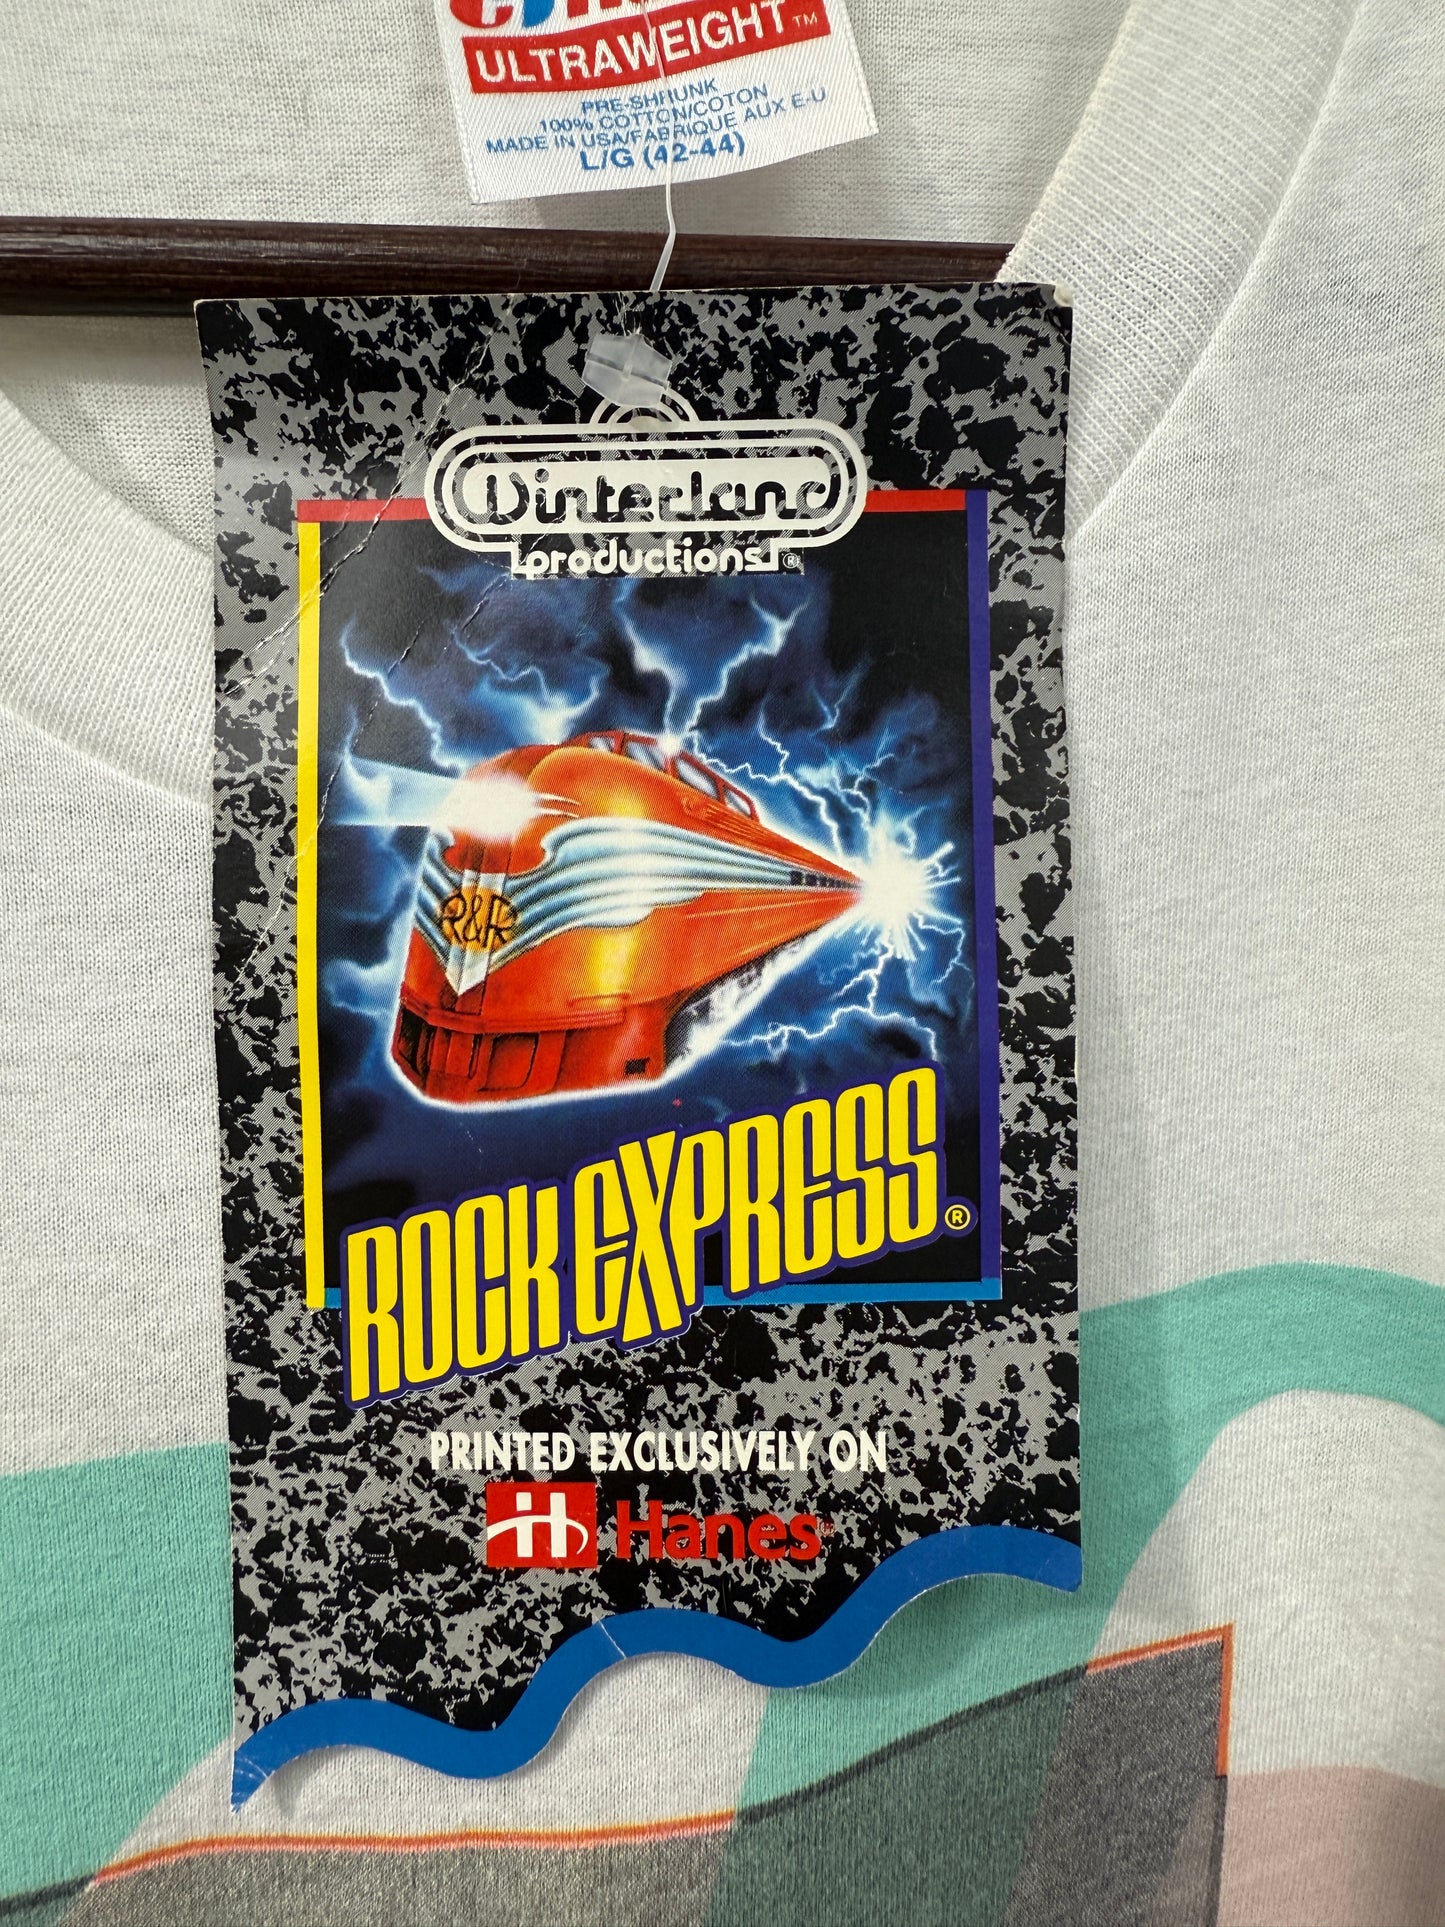 ULTRAWEIGHT™
PRE-SHRUNK
100% COTTON/COTON
MADE IN USA/FABRIQUE AUX E-U
L/G (42-44)
Winterland
productions®
R&R
ROCK EXPRESS®
PRINTED EXCLUSIVELY ON
H Hanes®